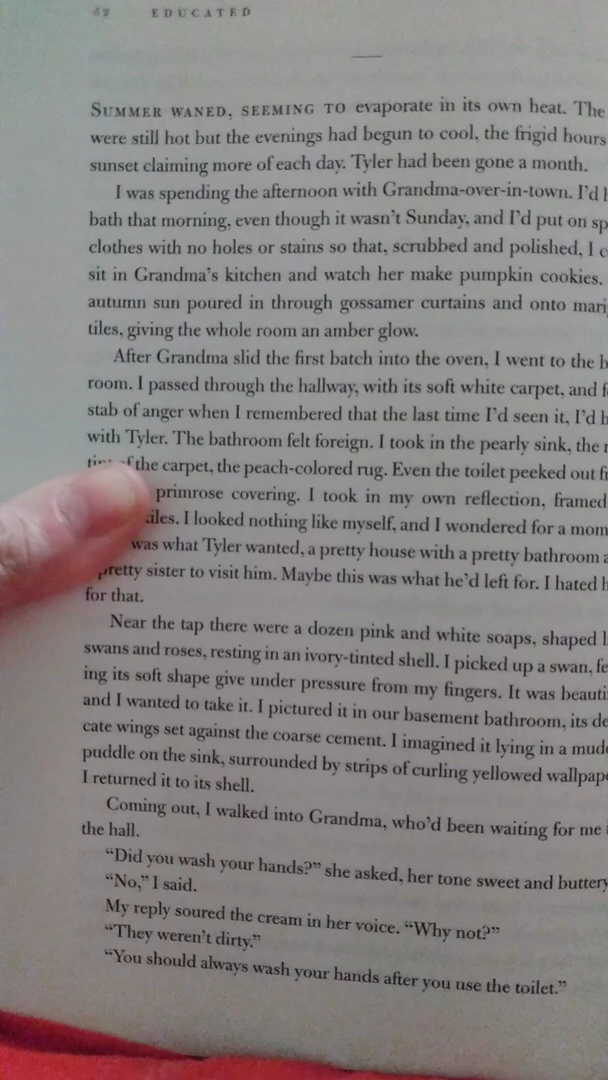 52 EDUCATED
SUMMER WANED, SEEMING TO evaporate in its own heat. The
were still hot but the evenings had begun to cool, the frigid hours
sunset claiming more of each day. Tyler had been gone a month.
I was spending the afternoon with Grandma-over-in-town. I'd
bath that morning, even though it wasn't Sunday, and I'd put on
clothes with no holes or stains so that, scrubbed and polished, I
sit in Grandma's kitchen and watch her make pumpkin cookies.
autumn sun poured in through gossamer curtains and onto
tiles, giving the whole room an amber glow.
After Grandma slid the first batch into the oven, I went to the
room. I passed through the hallway, with its soft white carpet, and
stab of anger when I remembered that the last time I'd seen it, I'd
with Tyler. The bathroom felt foreign. I took in the pearly sink, the
of the carpet, the peach-colored rug. Even the toilet peeked out
primrose covering. I took in my own reflection, framed
I looked nothing like myself, and I wondered for a
was what Tyler wanted, a pretty house with a pretty bathroom
pretty sister to visit him. Maybe this was what he'd left for. I hated
for that.
Near the tap there were a dozen pink and white soaps, shaped
swans and roses, resting in an ivory-tinted shell. I picked up a swan,
ing its soft shape give under pressure from my fingers. It was
and I wanted to take it. I pictured it in our basement bathroom, its
cate wings set against the coarse cement. I imagined it lying in a
puddle on the sink, surrounded by strips of curling yellowed
I returned it to its shell.
Coming out, I walked into Grandma, who'd been waiting for me
the hall.
"Did you wash your hands?" she asked, her tone sweet and buttery
"No," I said.
My reply soured the cream in her voice. "Why not?"
"They weren't dirty."
"You should always wash your hands after you use the toilet."